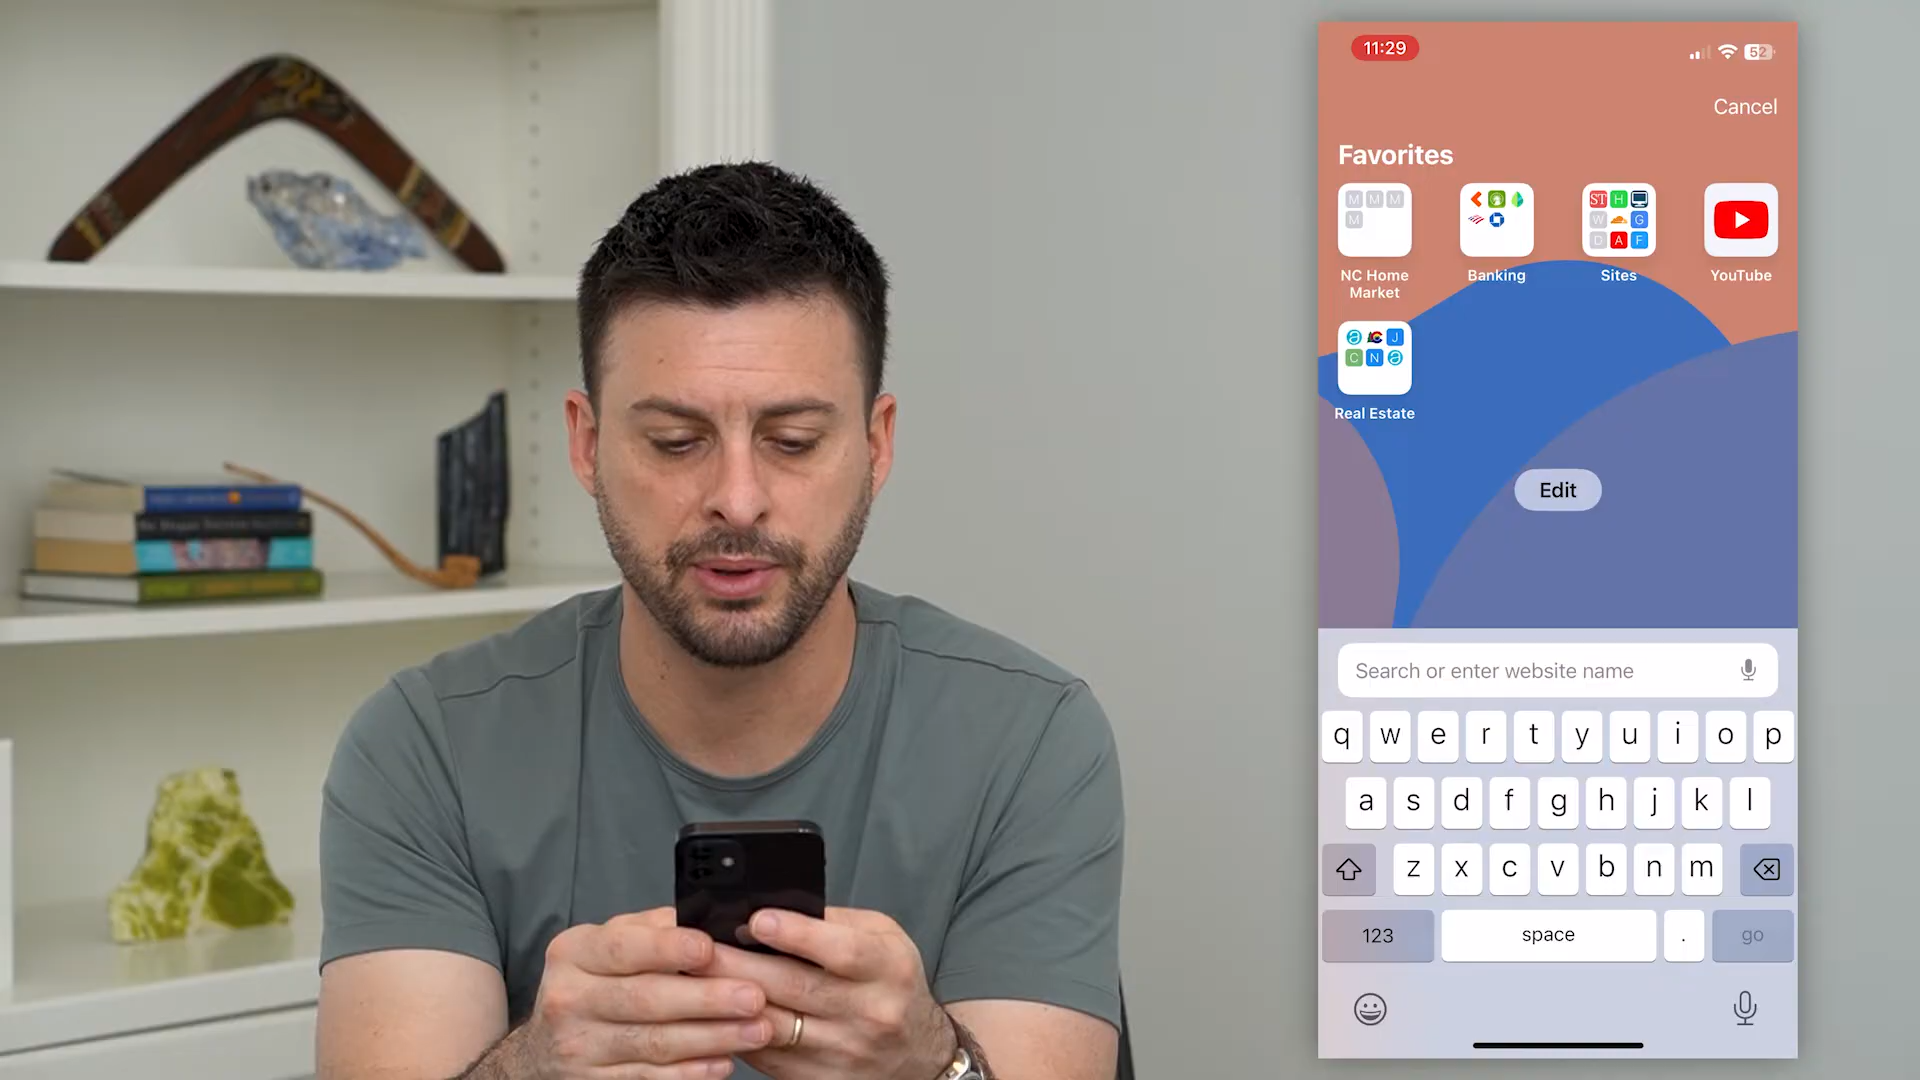 11:29
52
Cancel
Favorites
M M M
M
ST H
W G
D A F
NC Home
Market
Banking
Sites
YouTube
J
C N
Real Estate
Edit
Search or enter website name
q w e r t y u i o p
a s d f g h j k l
z x c v b n m
123 space . go